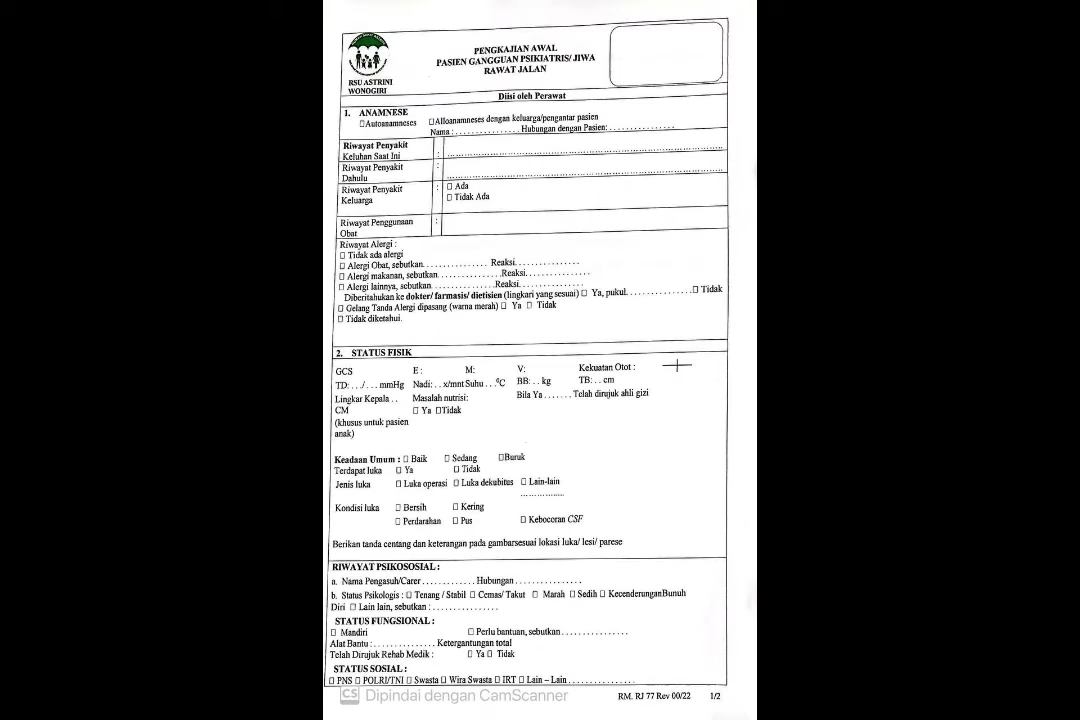 RSU ASTRINI
WONOGIRI
PENGKAJIAN AWAL
PASIEN GANGGUAN PSIKIATRIS/ JIWA
RAWAT JALAN
Diisi oleh Perawat
1. ANAMNESE
□Autoanamneses □Alloanamneses dengan keluarga/pengantar pasien
Nama : . . . . . . . . . . . . . . . Hubungan dengan Pasien: . . . . . . . . . . . . . . .
Riwayat Penyakit
Keluhan Saat Ini :
Riwayat Penyakit :
Dahulu
Riwayat Penyakit : □ Ada
Keluarga □ Tidak Ada
Riwayat Penggunaan :
Obat
Riwayat Alergi :
□ Tidak ada alergi
□ Alergi Obat, sebutkan. . . . . . . . . . . . . . . Reaksi. . . . . . . . . . . . . . .
□ Alergi makanan, sebutkan. . . . . . . . . . . . . . .Reaksi. . . . . . . . . . . . . . .
□ Alergi lainnya, sebutkan. . . . . . . . . . . . . . .Reaksi. . . . . . . . . . . . . . .
Diberitahukan ke dokter/ farmasis/ dietisien (lingkari yang sesuai) □ Ya, pukul. . . . . . . . . . . . . . .□ Tidak
□ Gelang Tanda Alergi dipasang (warna merah) □ Ya □ Tidak
□ Tidak diketahui.
2. STATUS FISIK
GCS E : M: V: Kekuatan Otot :
TD: . . ./ . . . mmHg Nadi: . . x/mnt Suhu . . .⁰C BB: . . kg TB: . . cm
Lingkar Kepala . . Masalah nutrisi: Bila Ya . . . . . . . Telah dirujuk ahli gizi
CM □ Ya □Tidak
(khusus untuk pasien
anak)
Keadaan Umum : □ Baik □ Sedang □Buruk
Terdapat luka □ Ya □ Tidak
Jenis luka □ Luka operasi □ Luka dekubitus □ Lain-lain
.................
Kondisi luka □ Bersih □ Kering
□ Perdarahan □ Pus □ Kebocoran CSF
Berikan tanda centang dan keterangan pada gambarsesuai lokasi luka/ lesi/ parese
RIWAYAT PSIKOSOSIAL :
a. Nama Pengasuh/Carer . . . . . . . . . . . . Hubungan . . . . . . . . . . . . . . .
b. Status Psikologis : □ Tenang / Stabil □ Cemas/ Takut □ Marah □ Sedih □ KecenderunganBunuh
Diri □ Lain lain, sebutkan : . . . . . . . . . . . . . . .
STATUS FUNGSIONAL :
□ Mandiri □ Perlu bantuan, sebutkan . . . . . . . . . . . . . . .
Alat Bantu : . . . . . . . . . . . . . . Ketergantungan total
Telah Dirujuk Rehab Medik : □ Ya □ Tidak
STATUS SOSIAL :
□ PNS □ POLRI/TNI □ Swasta □ Wira Swasta □ IRT □ Lain – Lain . . . . . . . . . . . . . . .
CS Dipindai dengan CamScanner
RM. RJ 77 Rev 00/22 1/2